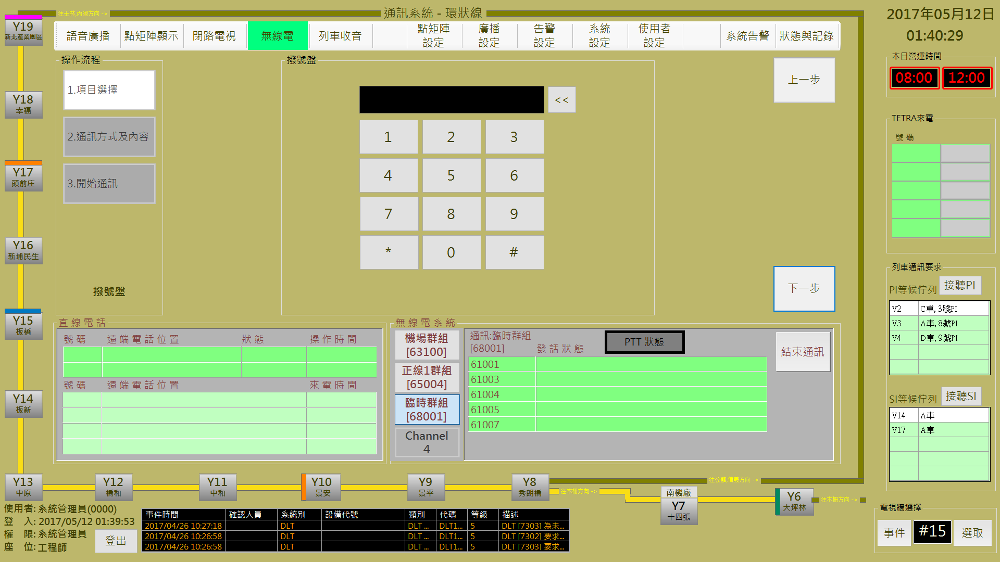 往士林,內湖方向 ->
通訊系統 - 環狀線
2017年05月12日
01:40:29
語音廣播
點矩陣顯示
閉路電視
無線電
列車收音
點矩陣
設定
廣播
設定
告警
設定
系統
設定
使用者
設定
系統告警
狀態與記錄
Y19
新北產業園區
Y18
幸福
Y17
頭前庄
Y16
新埔民生
Y15
板橋
Y14
板新
Y13
中原
操作流程
1.項目選擇
2.通訊方式及內容
3.開始通訊
撥號盤
撥號盤
<<
1 2 3
4 5 6
7 8 9
* 0 #
上一步
下一步
本日營運時間
08:00 12:00
TETRA來電
號 碼
列車通訊要求
PI等候佇列 接聽PI
V2 C車,3號PI
V3 A車,8號PI
V4 D車,9號PI
SI等候佇列 接聽SI
V14 A車
V17 A車
直 線 電 話
號 碼 遠 端 電 話 位 置 狀 態 操 作 時 間
號 碼 遠 端 電 話 位 置 來 電 時 間
無 線 電 系 統
機場群組
[63100]
正線1群組
[65004]
臨時群組
[68001]
Channel
4
通訊:臨時群組
[68001] 發 話 狀 態
PTT 狀態
結束通訊
61001
61003
61004
61005
61007
Y12
橋和
Y11
中和
Y10
景安
Y9
景平
Y8
秀朗橋
往公館,信義方向 ->
往木柵方向 ->
南機廠
Y7
十四張
Y6
大坪林
往木柵方向 ->
使用者: 系統管理員(0000)
登 入: 2017/05/12 01:39:53
權 限: 系統管理員
座 位: 工程師
登出
事件時間 確認人員 系統別 設備代號 類別 代碼 等級 描述
2017/04/26 10:27:18 DLT DLT ... DLT1... 5 DLT [7303] 為未...
2017/04/26 10:26:58 DLT DLT ... DLT1... 5 DLT [7302] 要求...
2017/04/26 10:26:58 DLT DLT ... DLT1... 5 DLT [7303] 要求...
電視牆選擇
事件 #15 選取